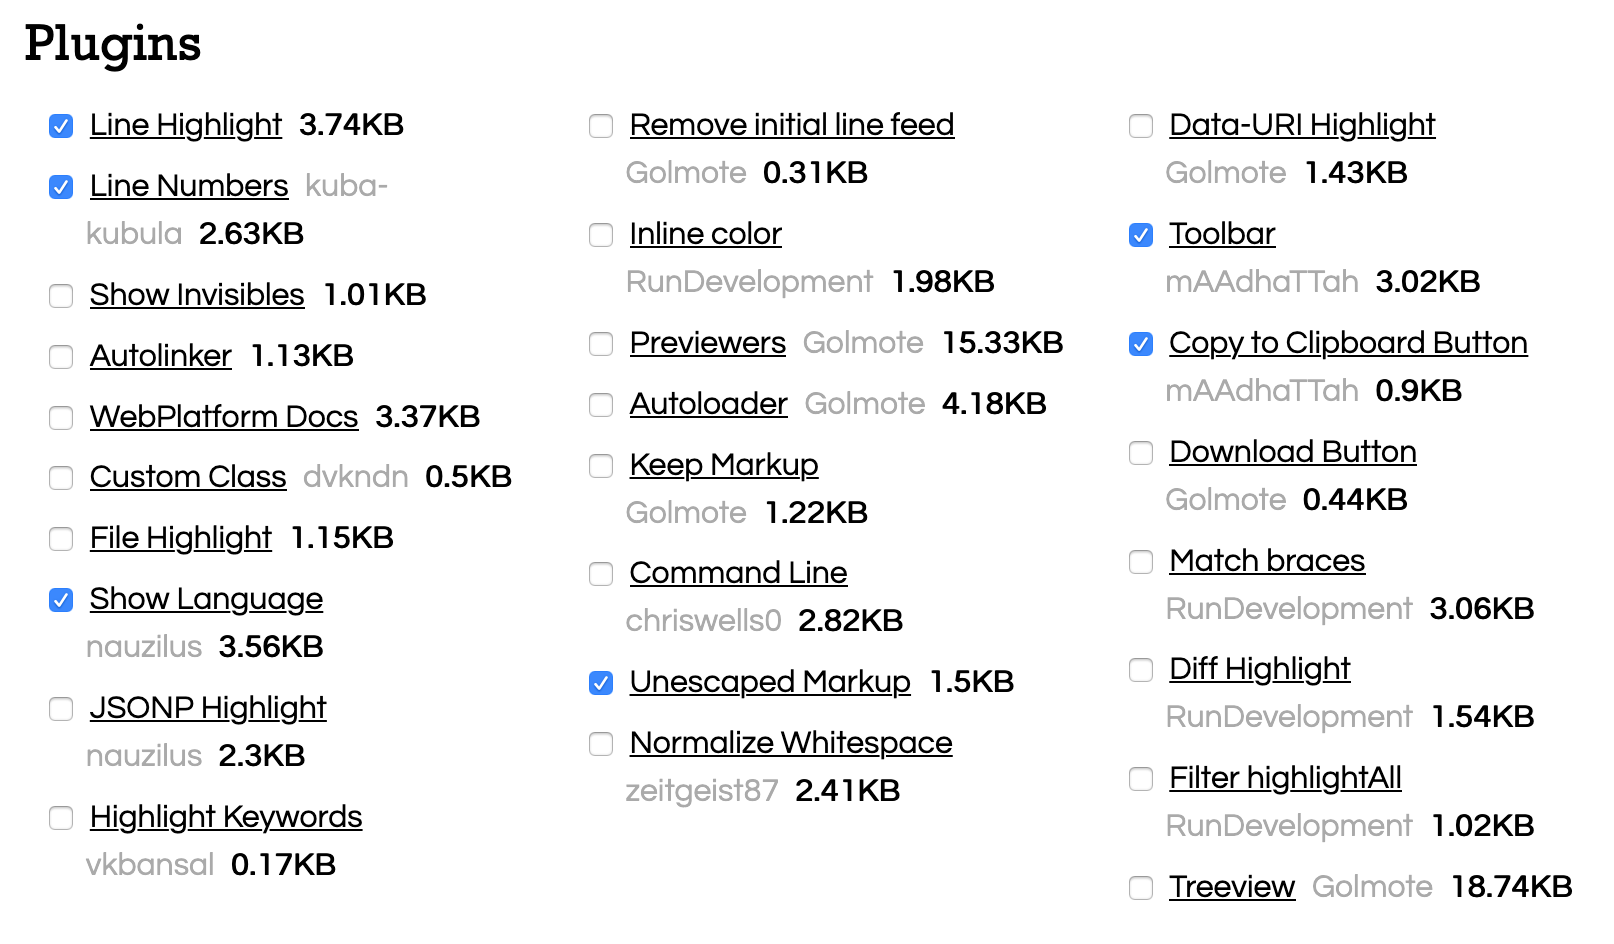 Plugins
Line Highlight 3.74KB
Line Numbers kuba-
kubula 2.63KB
Show Invisibles 1.01KB
Autolinker 1.13KB
WebPlatform Docs 3.37KB
Custom Class dvkndn 0.5KB
File Highlight 1.15KB
Show Language
nauzilus 3.56KB
JSONP Highlight
nauzilus 2.3KB
Highlight Keywords
vkbansal 0.17KB
Remove initial line feed
Golmote 0.31KB
Inline color
RunDevelopment 1.98KB
Previewers Golmote 15.33KB
Autoloader Golmote 4.18KB
Keep Markup
Golmote 1.22KB
Command Line
chriswells0 2.82KB
Unescaped Markup 1.5KB
Normalize Whitespace
zeitgeist87 2.41KB
Data-URI Highlight
Golmote 1.43KB
Toolbar
mAAdhaTTah 3.02KB
Copy to Clipboard Button
mAAdhaTTah 0.9KB
Download Button
Golmote 0.44KB
Match braces
RunDevelopment 3.06KB
Diff Highlight
RunDevelopment 1.54KB
Filter highlightAll
RunDevelopment 1.02KB
Treeview Golmote 18.74KB